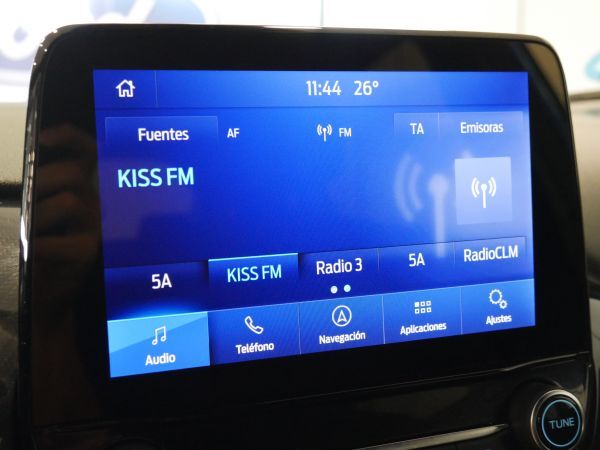 11:44 26°
Fuentes AF FM TA Emisoras
KISS FM
5A KISS FM Radio 3 5A RadioCLM
Audio Teléfono Navegación Aplicaciones Ajustes
TUNE